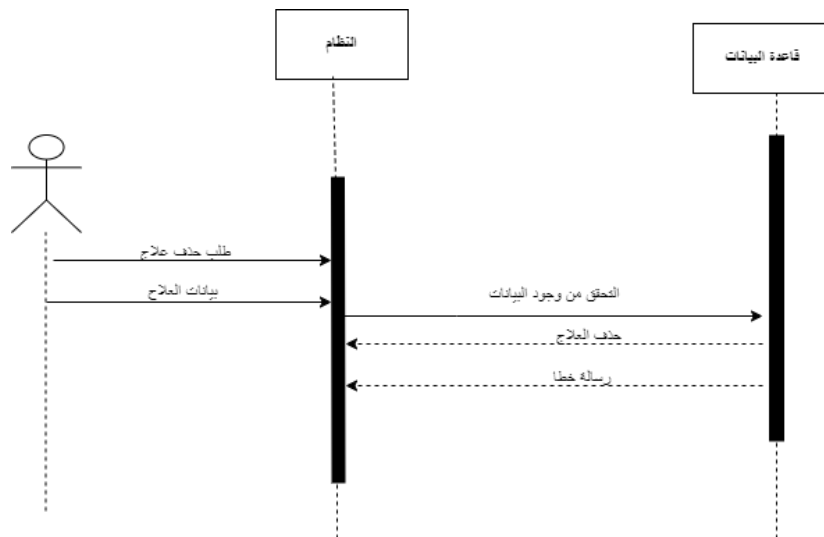 النظام
قاعدة البيانات
طلب حذف علاج
بيانات العلاج
التحقق من وجود البيانات
حذف العلاج
رسالة خطا